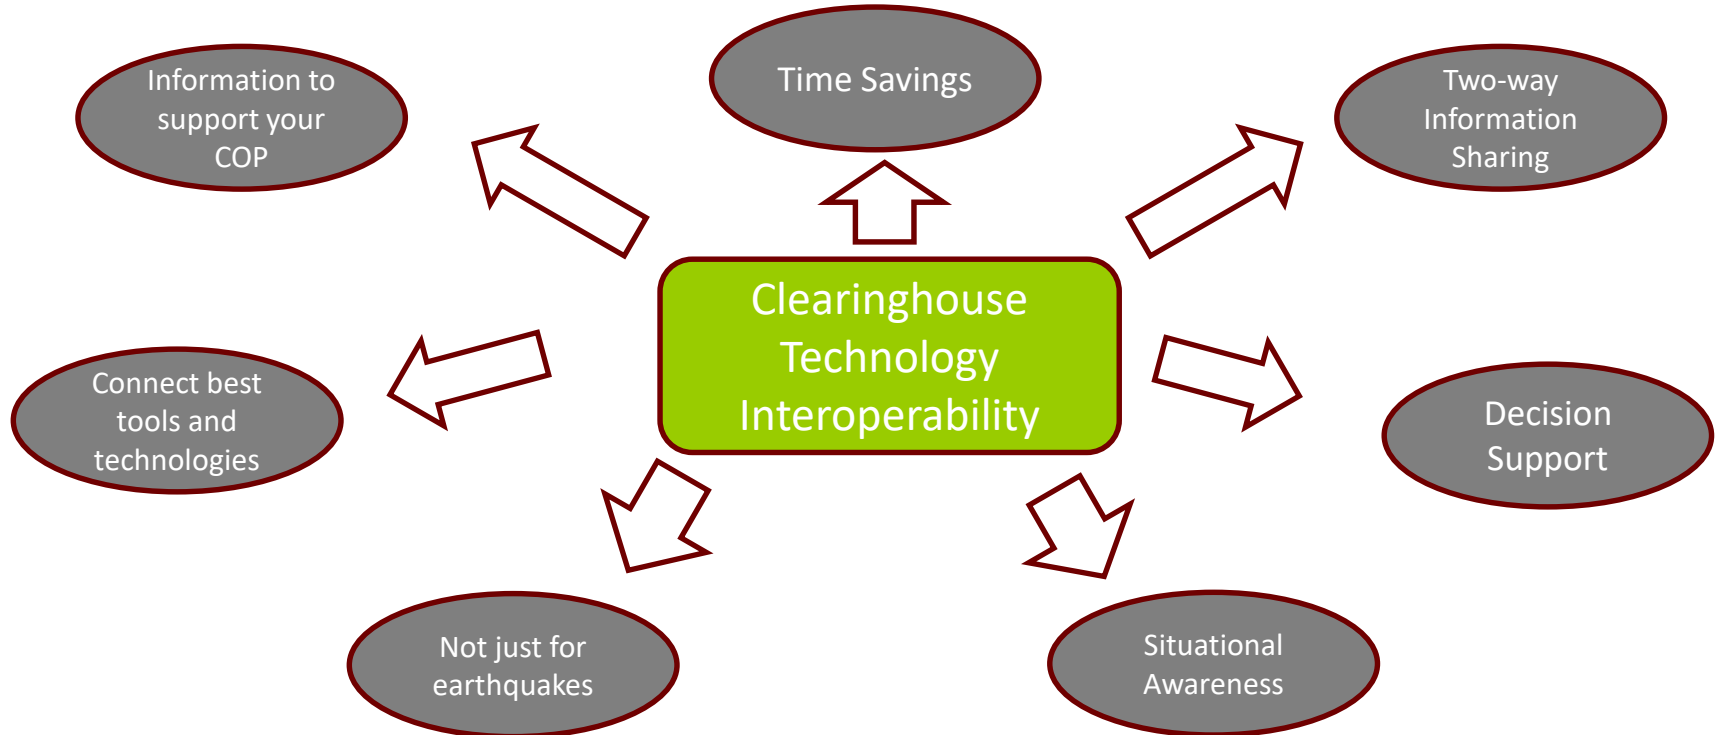 Time Savings
Information to
support your
COP
Two-way
Information
Sharing
Clearinghouse
Technology
Interoperability
Connect best
tools and
technologies
Decision
Support
Not just for
earthquakes
Situational
Awareness